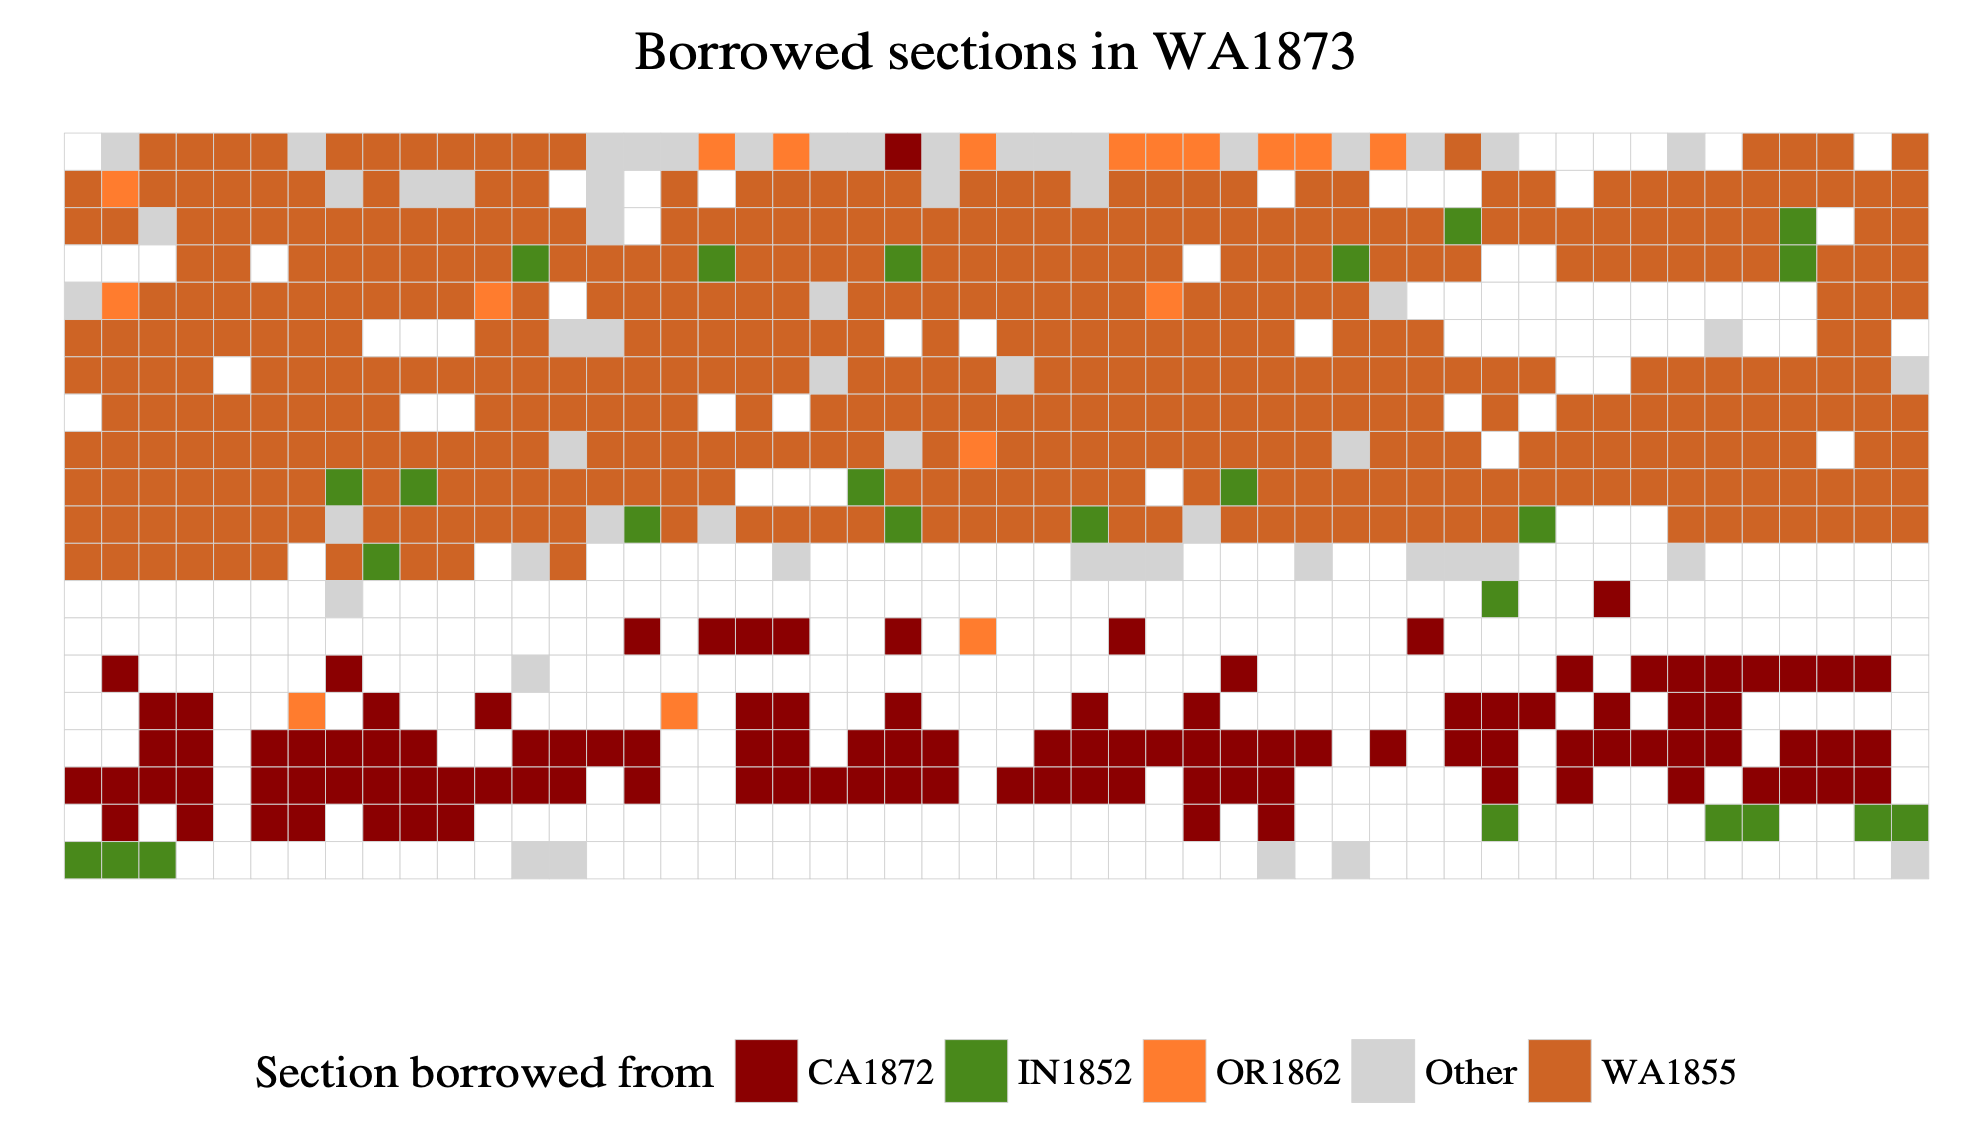 Borrowed sections in WA1873
Section borrowed from CA1872 IN1852 OR1862 Other WA1855